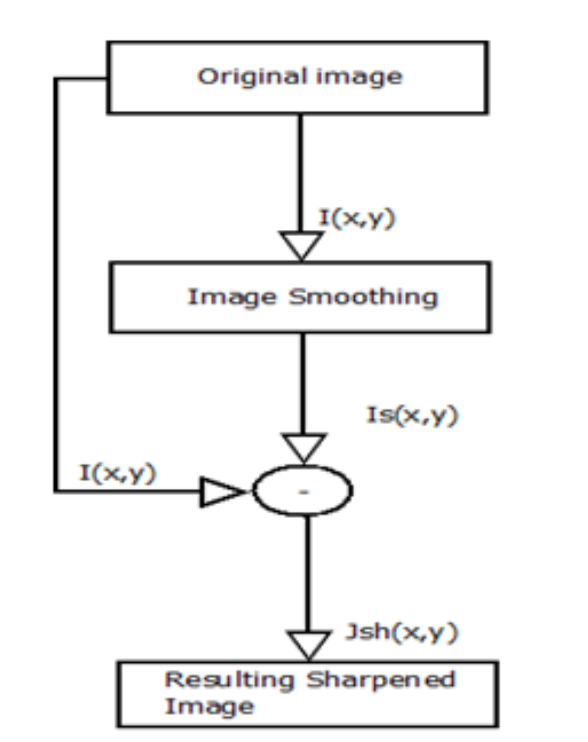 Original image
I(x,y)
Image Smoothing
Is(x,y)
I(x,y)
-
Jsh(x,y)
Resulting Sharpened
Image